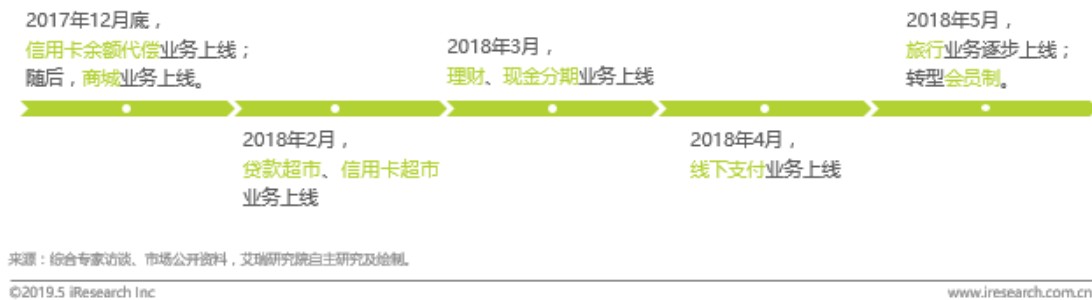 2017年12月底，
信用卡余额代偿业务上线；
随后，商城业务上线。
2018年2月，
贷款超市、信用卡超市
业务上线
2018年3月，
理财、现金分期业务上线
2018年4月，
线下支付业务上线
2018年5月，
旅行业务逐步上线；
转型会员制。
来源：综合专家访谈、市场公开资料，艾瑞研究院自主研究及绘制。
©2019.5 iResearch Inc
www.iresearch.com.cn